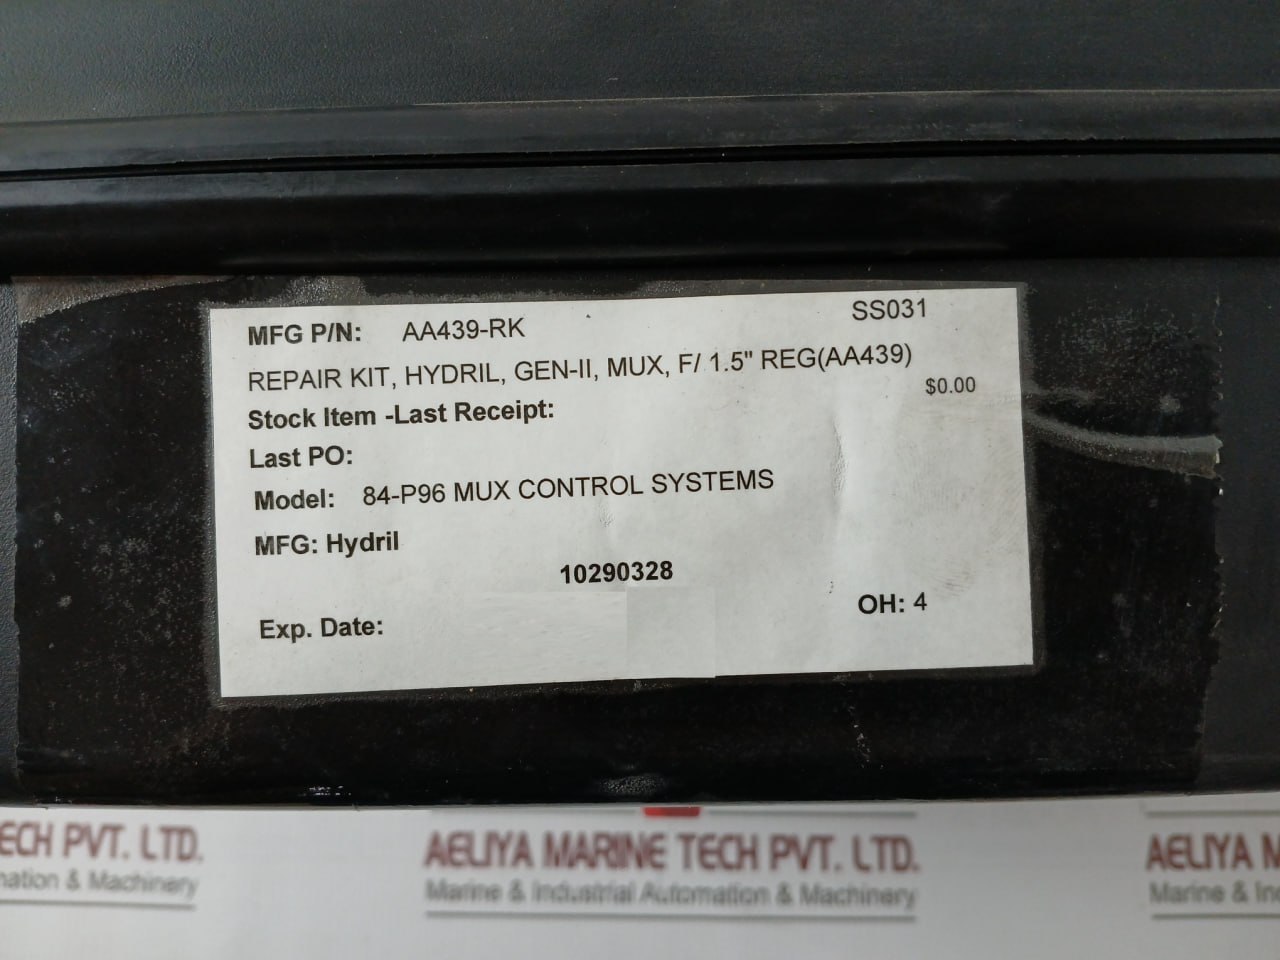 MFG P/N: AA439-RK SS031
REPAIR KIT, HYDRIL, GEN-II, MUX, F/ 1.5" REG(AA439)
$0.00
Stock Item -Last Receipt:
Last PO:
Model: 84-P96 MUX CONTROL SYSTEMS
MFG: Hydril
10290328
OH: 4
Exp. Date:
ECH PVT. LTD. AELIYA MARINE TECH PVT. LTD. AELIYA M
mation & Machinery Marine & Industrial Automation & Machinery Marine & In